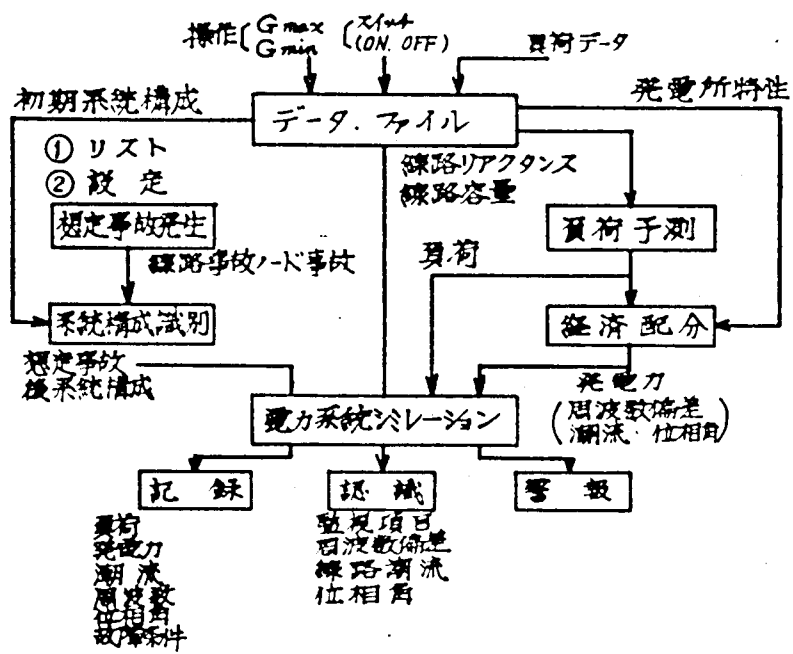 操作{Gmax
Gmin
{スイッチ
(ON. OFF)
負荷データ
初期系統構成
発電所特性
データ.ファイル
① リスト
② 設定
線路リアクタンス
線路容量
想定事故発生
負荷予測
線路事故ノード事故
負荷
系統構成識別
経済配分
想定事故
後系統構成
発電力
(周波数偏差
潮流・位相角)
電力系統シミレーション
記録
認識
警報
負荷
発電力
潮流
周波数
位相角
故障条件
監視項目
周波数偏差
線路潮流
位相角